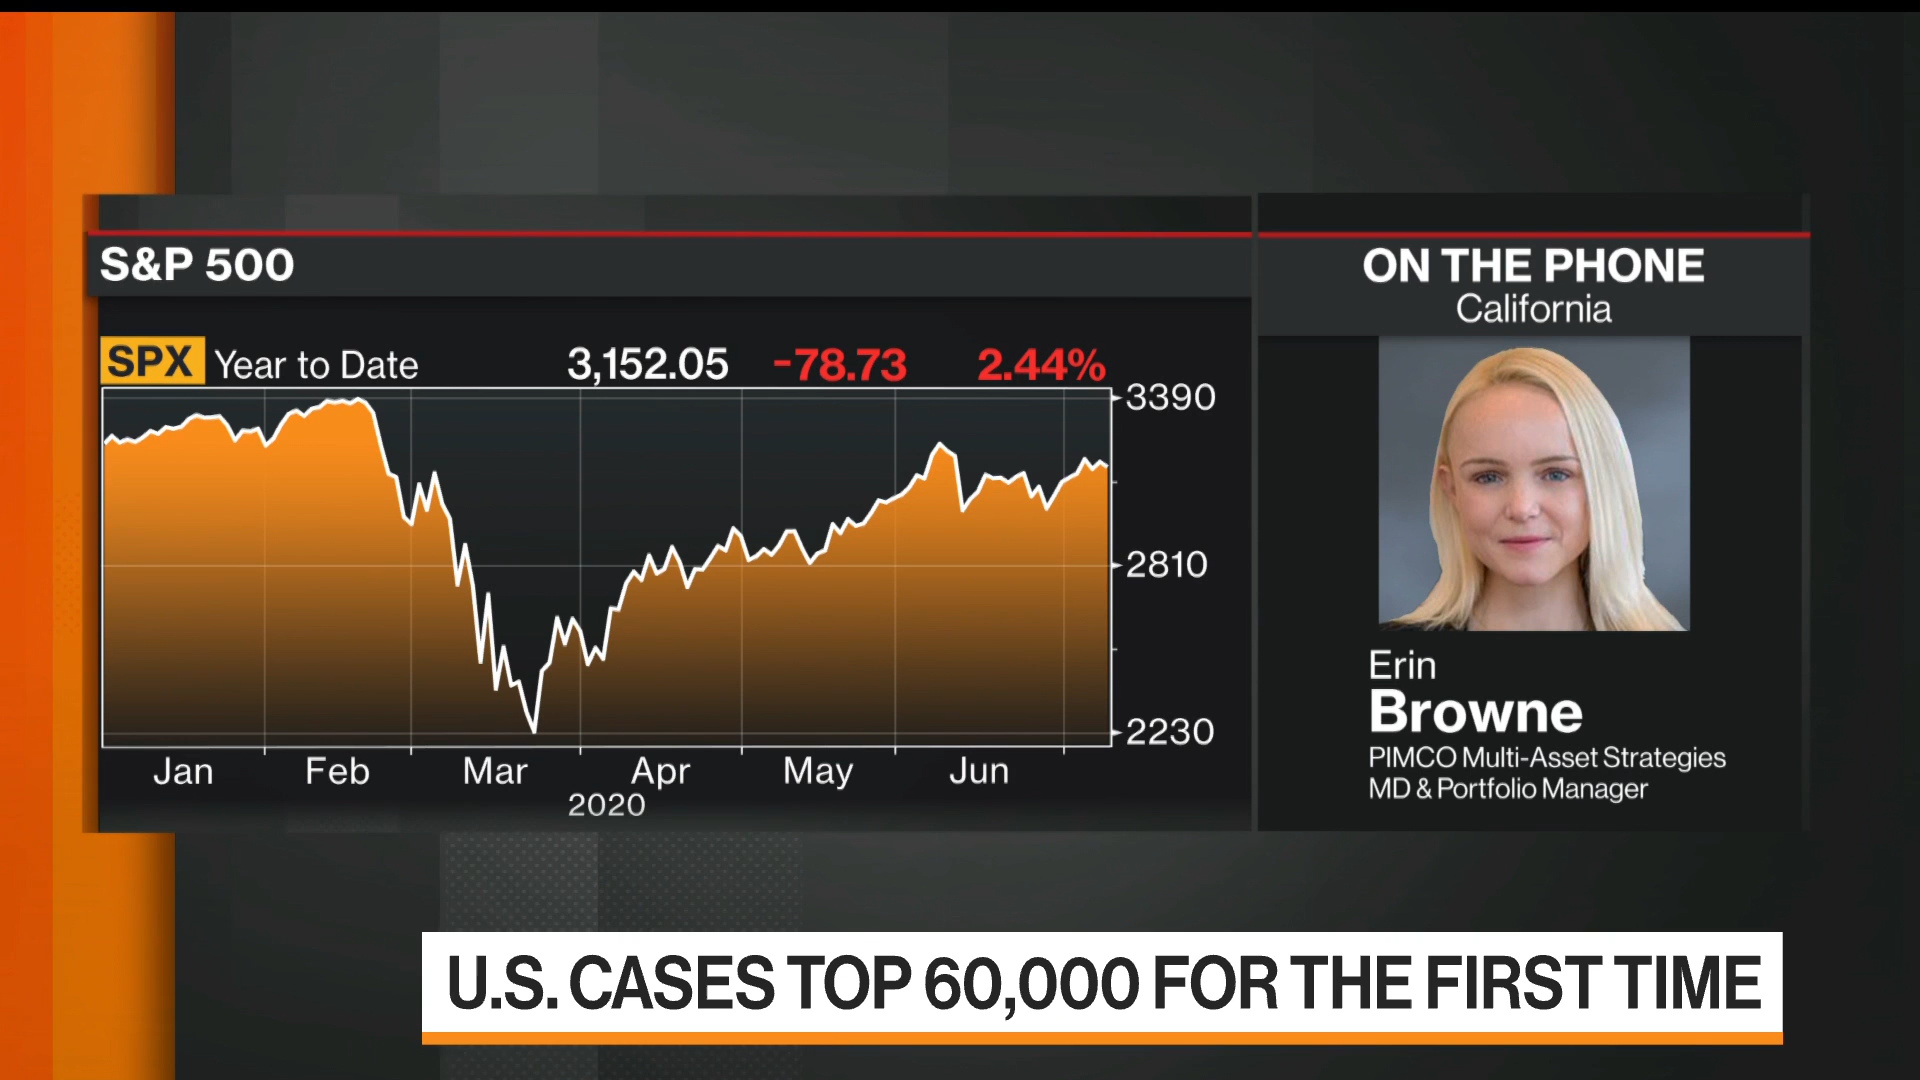 S&P 500
SPX Year to Date 3,152.05 -78.73 2.44%
3390
2810
2230
Jan Feb Mar Apr May Jun
2020
ON THE PHONE
California
Erin
Browne
PIMCO Multi-Asset Strategies
MD & Portfolio Manager
U.S. CASES TOP 60,000 FOR THE FIRST TIME